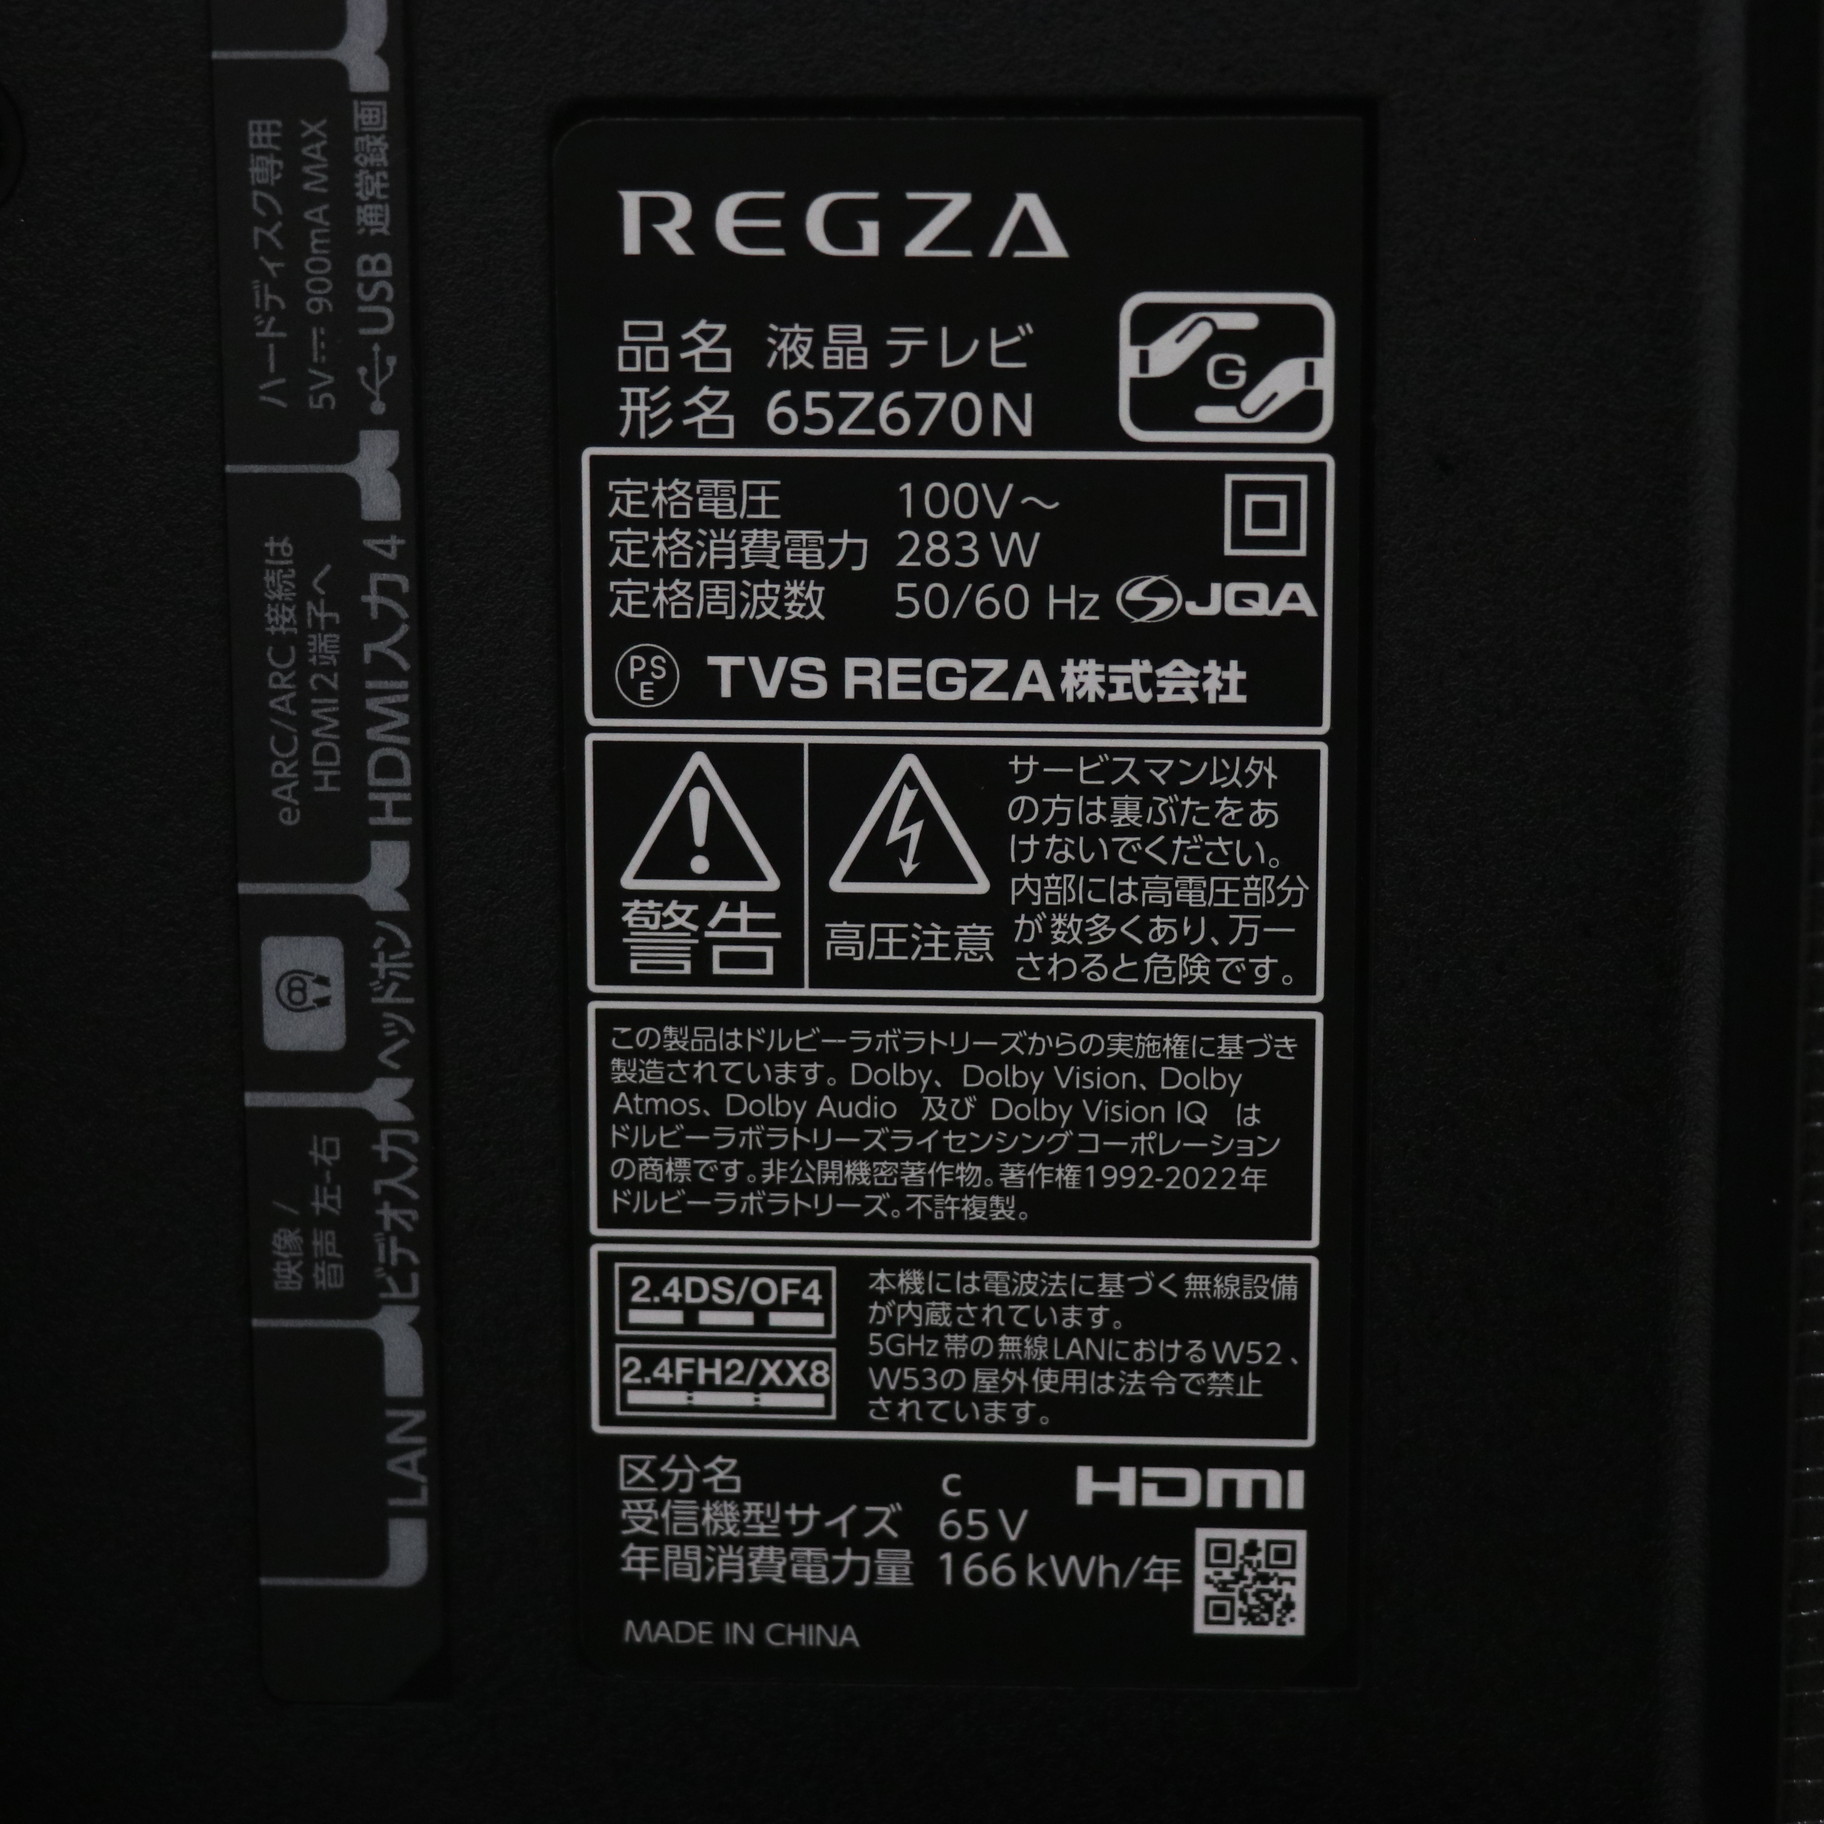 REGZA
品名 液晶テレビ
形名 65Z670N
G
定格電圧 100V～
定格消費電力 283W
定格周波数 50/60 Hz JQA
PSE TVS REGZA株式会社
警告
高圧注意
サービスマン以外
の方は裏ぶたをあ
けないでください。
内部には高電圧部分
が数多くあり、万一
さわると危険です。
この製品はドルビーラボラトリーズからの実施権に基づき
製造されています。Dolby、Dolby Vision、Dolby
Atmos、Dolby Audio 及び Dolby Vision IQ は
ドルビーラボラトリーズライセンシングコーポレーション
の商標です。非公開機密著作物。著作権1992-2022年
ドルビーラボラトリーズ。不許複製。
2.4DS/OF4
2.4FH2/XX8
本機には電波法に基づく無線設備
が内蔵されています。
5GHz帯の無線LANにおけるW52、
W53の屋外使用は法令で禁止
されています。
区分名 c HDMI
受信機型サイズ 65V
年間消費電力量 166kWh/年
MADE IN CHINA
ハードディスク専用
5V⎓900mA MAX
USB 通常録画
eARC/ARC 接続は
HDMI2端子へ
HDMI入力4
ヘッドホン
映像 /
音声 左-右
ビデオ入力
LAN